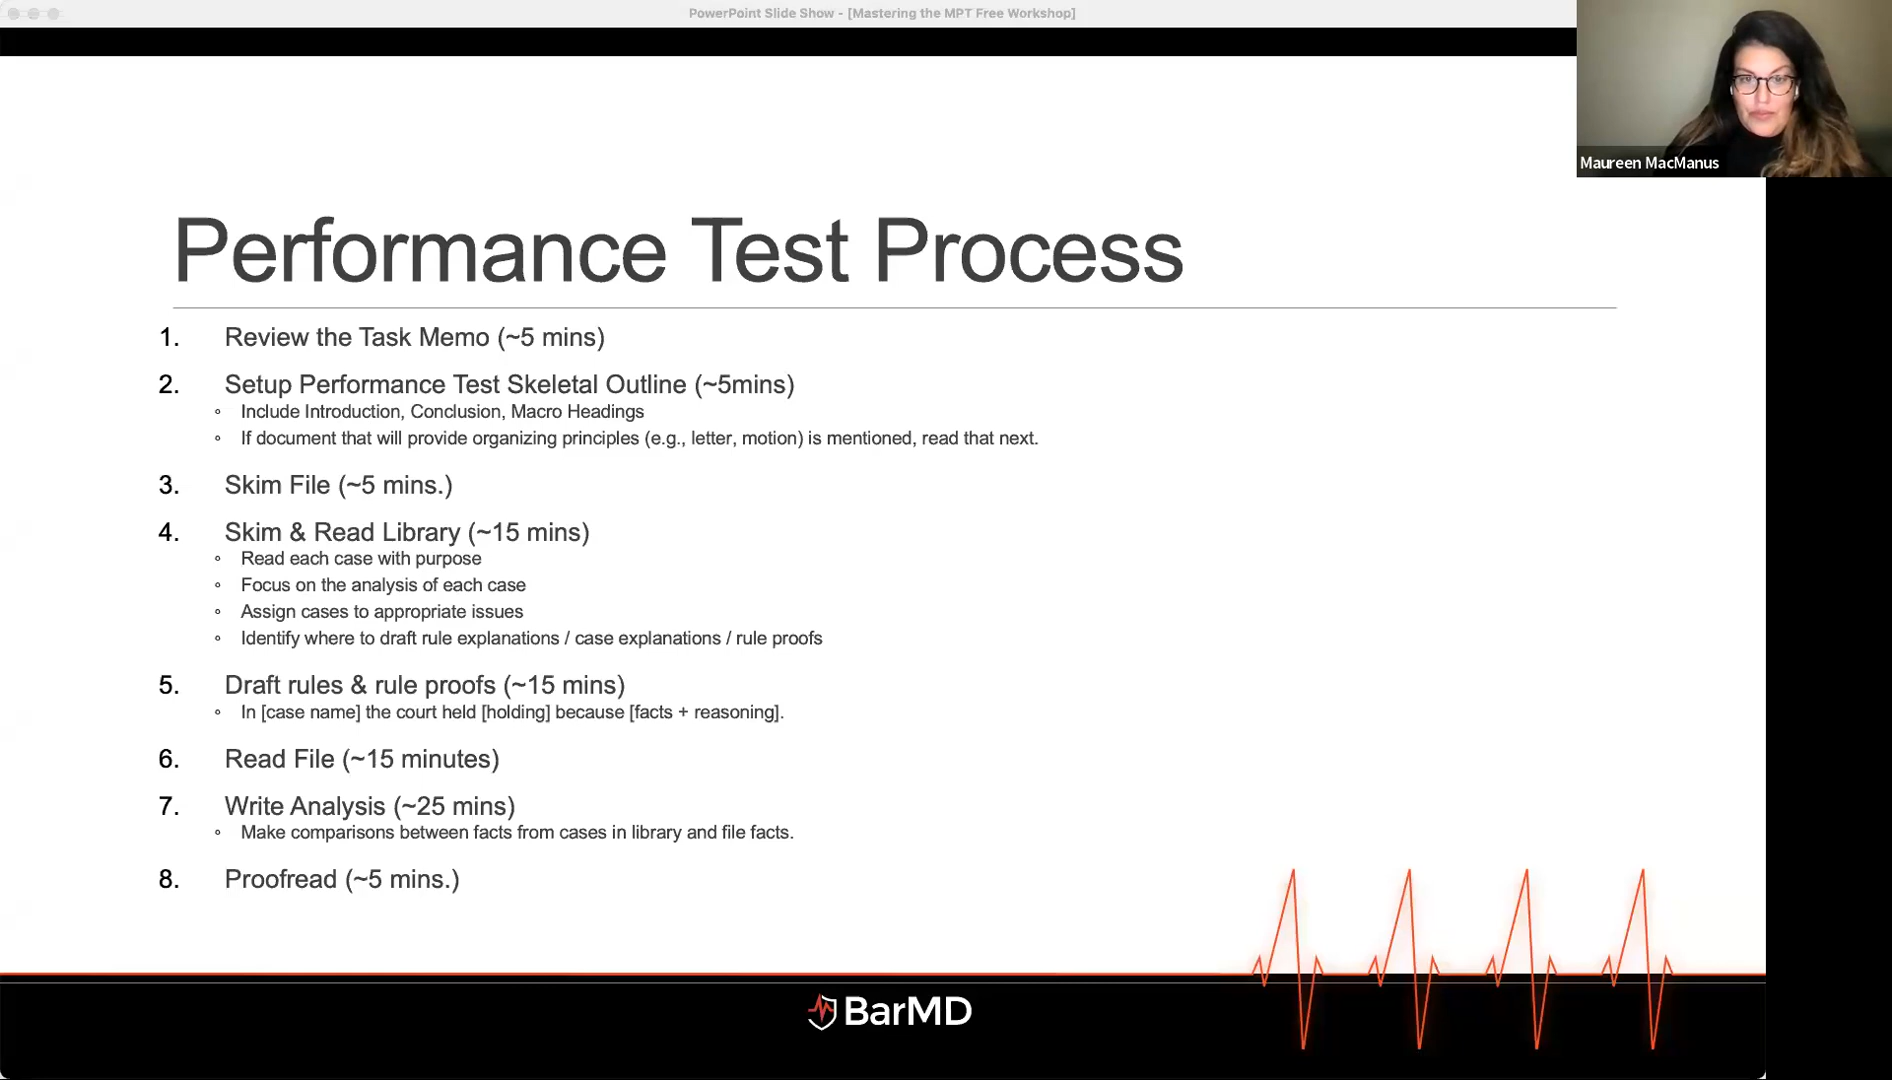 PowerPoint Slide Show - [Mastering the MPT Free Workshop]
Maureen MacManus
Performance Test Process
1. Review the Task Memo (~5 mins)
2. Setup Performance Test Skeletal Outline (~5mins)
◦ Include Introduction, Conclusion, Macro Headings
◦ If document that will provide organizing principles (e.g., letter, motion) is mentioned, read that next.
3. Skim File (~5 mins.)
4. Skim & Read Library (~15 mins)
◦ Read each case with purpose
◦ Focus on the analysis of each case
◦ Assign cases to appropriate issues
◦ Identify where to draft rule explanations / case explanations / rule proofs
5. Draft rules & rule proofs (~15 mins)
◦ In [case name] the court held [holding] because [facts + reasoning].
6. Read File (~15 minutes)
7. Write Analysis (~25 mins)
◦ Make comparisons between facts from cases in library and file facts.
8. Proofread (~5 mins.)
BarMD